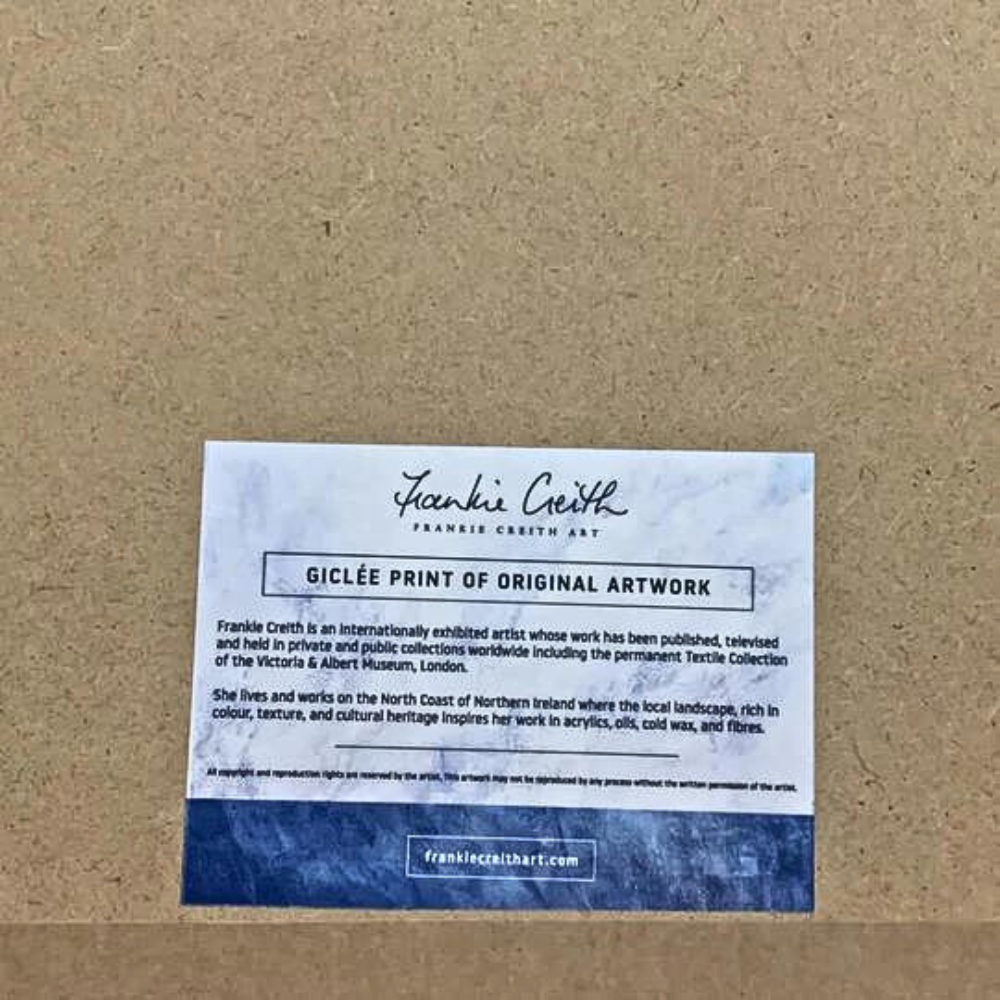 Frankie Creith
FRANKIE CREITH ART
GICLÉE PRINT OF ORIGINAL ARTWORK
Frankie Creith is an internationally exhibited artist whose work has been published, televised
and held in private and public collections worldwide including the permanent Textile Collection
of the Victoria & Albert Museum, London.
She lives and works on the North Coast of Northern Ireland where the local landscape, rich in
colour, texture, and cultural heritage inspires her work in acrylics, oils, cold wax, and fibres.
All copyright and reproduction rights are reserved by the artist, This artwork may not be reproduced by any process without the written permission of the artist.
frankiecreithart.com